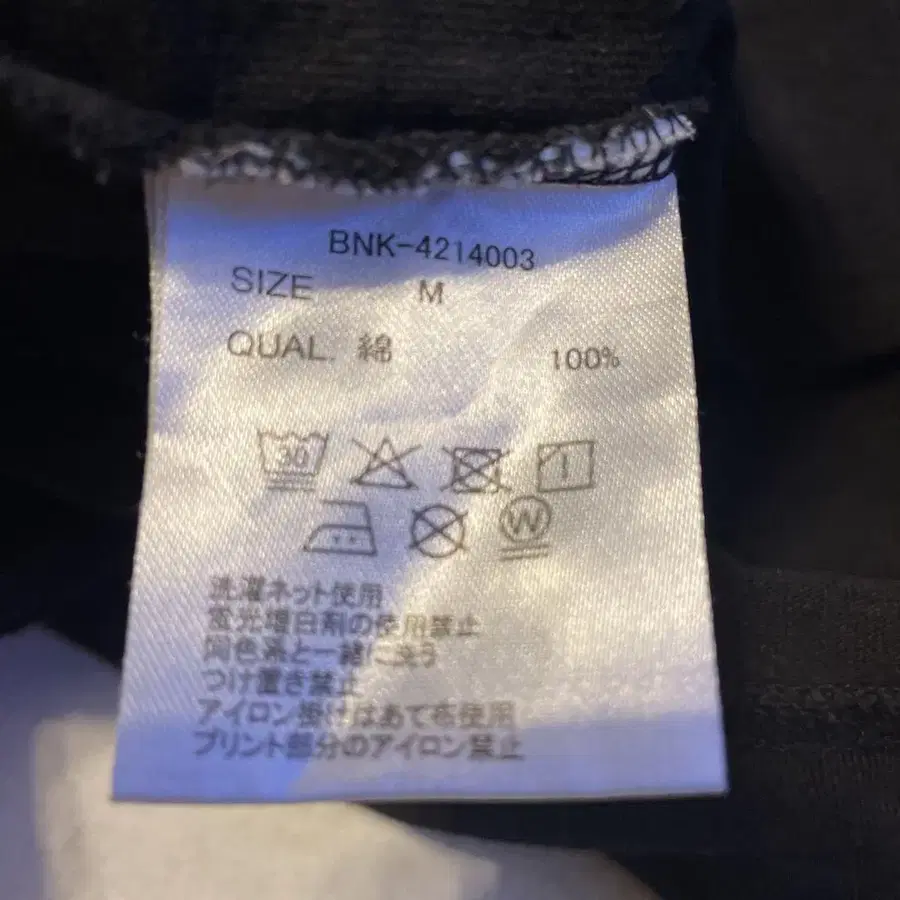 BNK-4214003
SIZE M
QUAL. 綿 100%
30
W
洗濯ネット使用
蛍光増白剤の使用禁止
同色系と一緒に洗う
つけ置き禁止
アイロン掛けはあて布使用
プリント部分のアイロン禁止